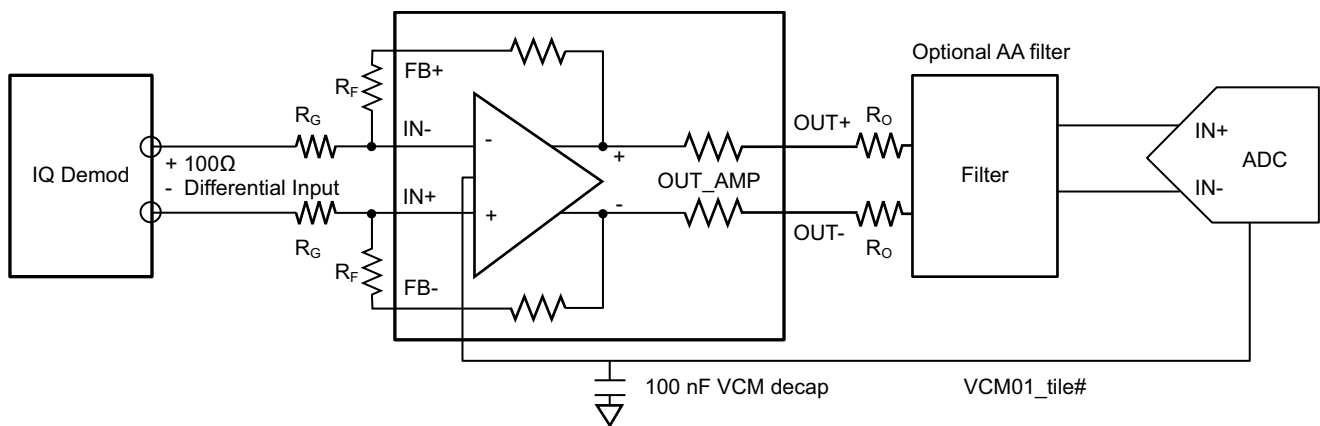 Optional AA filter
FB+
R_F
R_G
IN-
-
OUT+
R_O
IN+
+
IQ Demod
+ 100Ω
- Differential Input
OUT_AMP
Filter
ADC
IN+
+
-
IN-
R_G
OUT-
R_O
R_F
FB-
100 nF VCM decap
VCM01_tile#